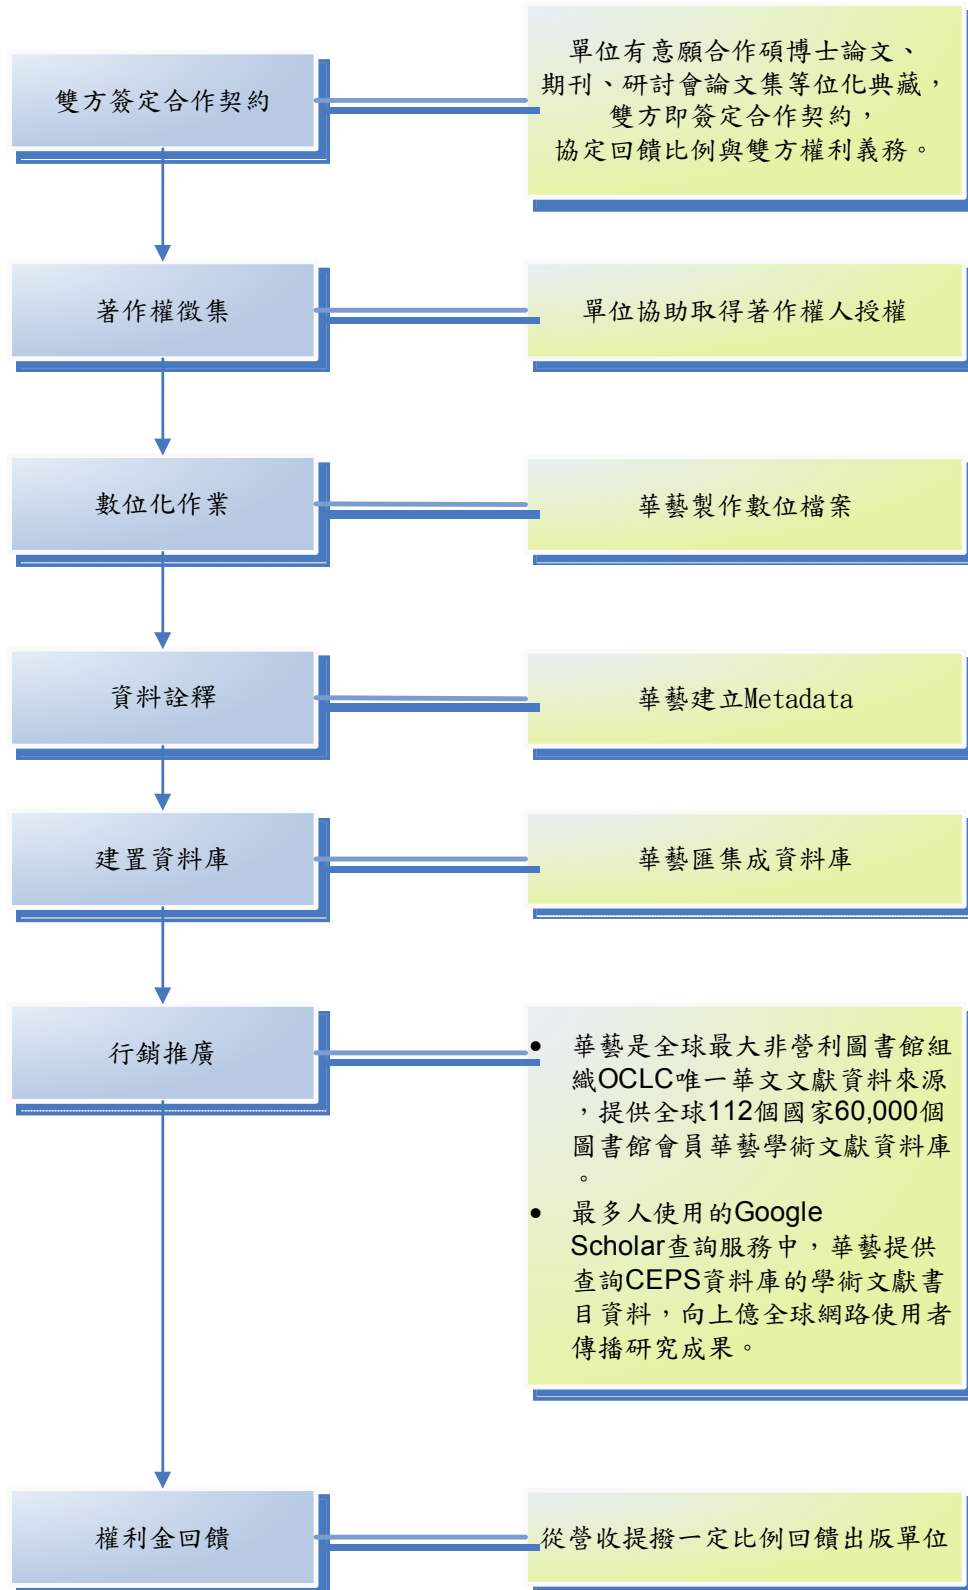 雙方簽定合作契約
單位有意願合作碩博士論文、
期刊、研討會論文集等位化典藏，
雙方即簽定合作契約，
協定回饋比例與雙方權利義務。
著作權徵集
單位協助取得著作權人授權
數位化作業
華藝製作數位檔案
資料詮釋
華藝建立Metadata
建置資料庫
華藝匯集成資料庫
行銷推廣
• 華藝是全球最大非營利圖書館組
織OCLC唯一華文文獻資料來源
，提供全球112個國家60,000個
圖書館會員華藝學術文獻資料庫
。
• 最多人使用的Google
Scholar查詢服務中，華藝提供
查詢CEPS資料庫的學術文獻書
目資料，向上億全球網路使用者
傳播研究成果。
權利金回饋
從營收提撥一定比例回饋出版單位